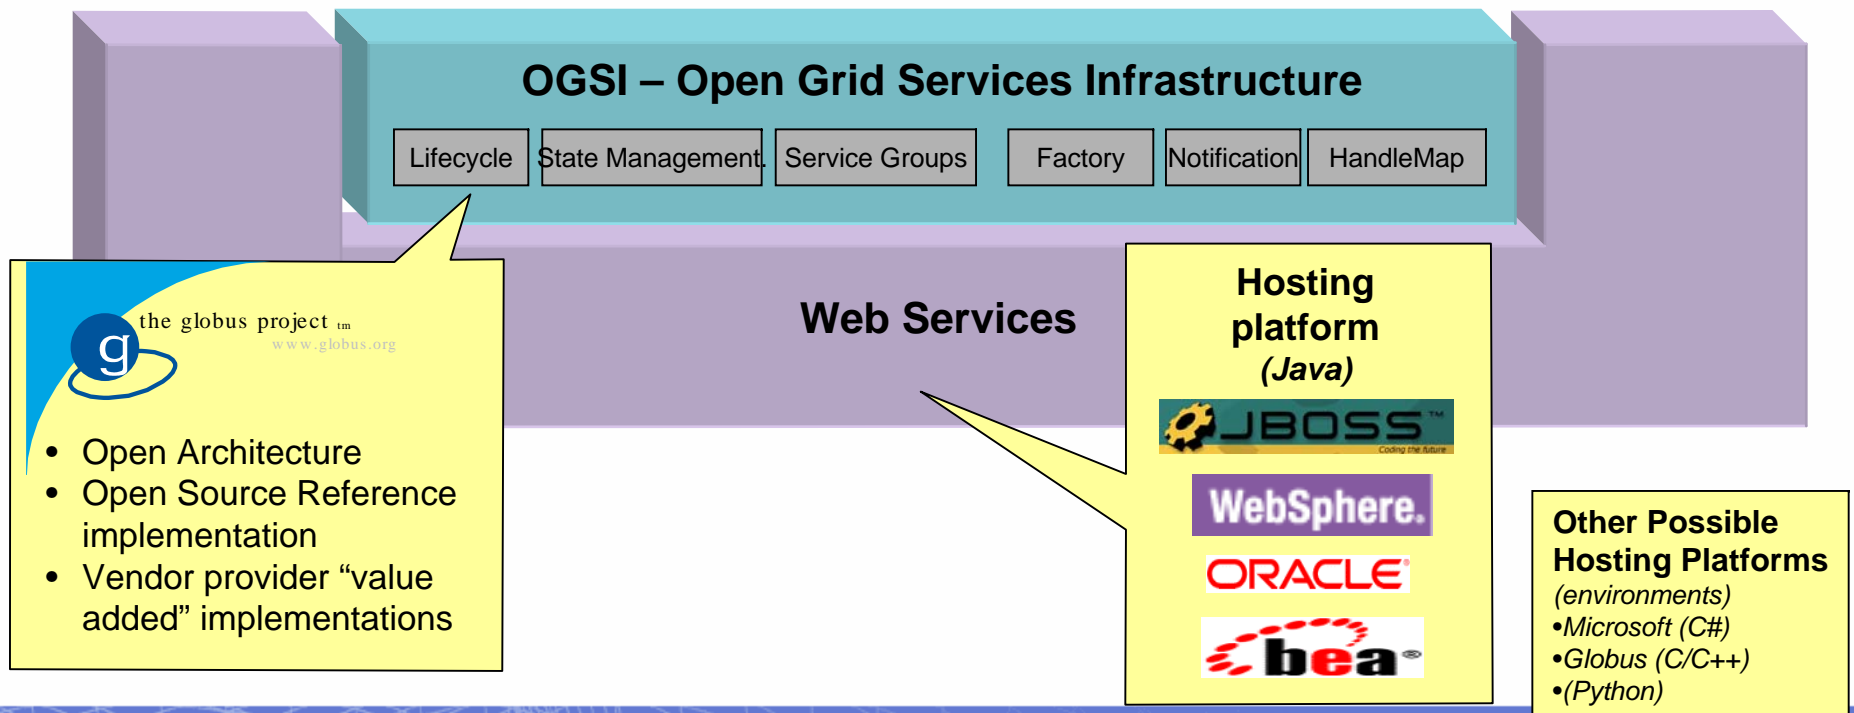 OGSI – Open Grid Services Infrastructure
Lifecycle
State Management.
Service Groups
Factory
Notification
HandleMap
the globus project tm
www.globus.org
g
• Open Architecture
• Open Source Reference
implementation
• Vendor provider “value
added” implementations
Web Services
Hosting
platform
(Java)
JBOSS™
Coding the future
WebSphere.
ORACLE®
bea®
Other Possible
Hosting Platforms
(environments)
•Microsoft (C#)
•Globus (C/C++)
•(Python)